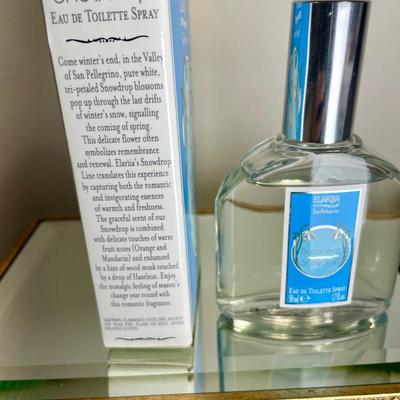 EAU DE TOILETTE SPRAY
Come winter's end, in the Valley
of San Pellegrino, pure white,
tri-petaled Snowdrop blossoms
pop up through the last drifts
of winter's snow, signalling
the coming of spring.
This delicate flower often
symbolizes remembrance
and renewal. Elariia's Snowdrop
Line translates this experience
by capturing both the romantic
and invigorating essences
of warmth and freshness.
The graceful scent of our
Snowdrop is combined
with delicate touches of warm
fruit notes (Orange and
Mandarin) and enhanced
by a hint of wood musk touched
by a drop of Hazelnut. Enjoy
the nostalgic feeling of season's
change year round with
this romantic fragrance.
ELARIIA
San Pellegrino
EAU DE TOILETTE SPRAY
50 ml e